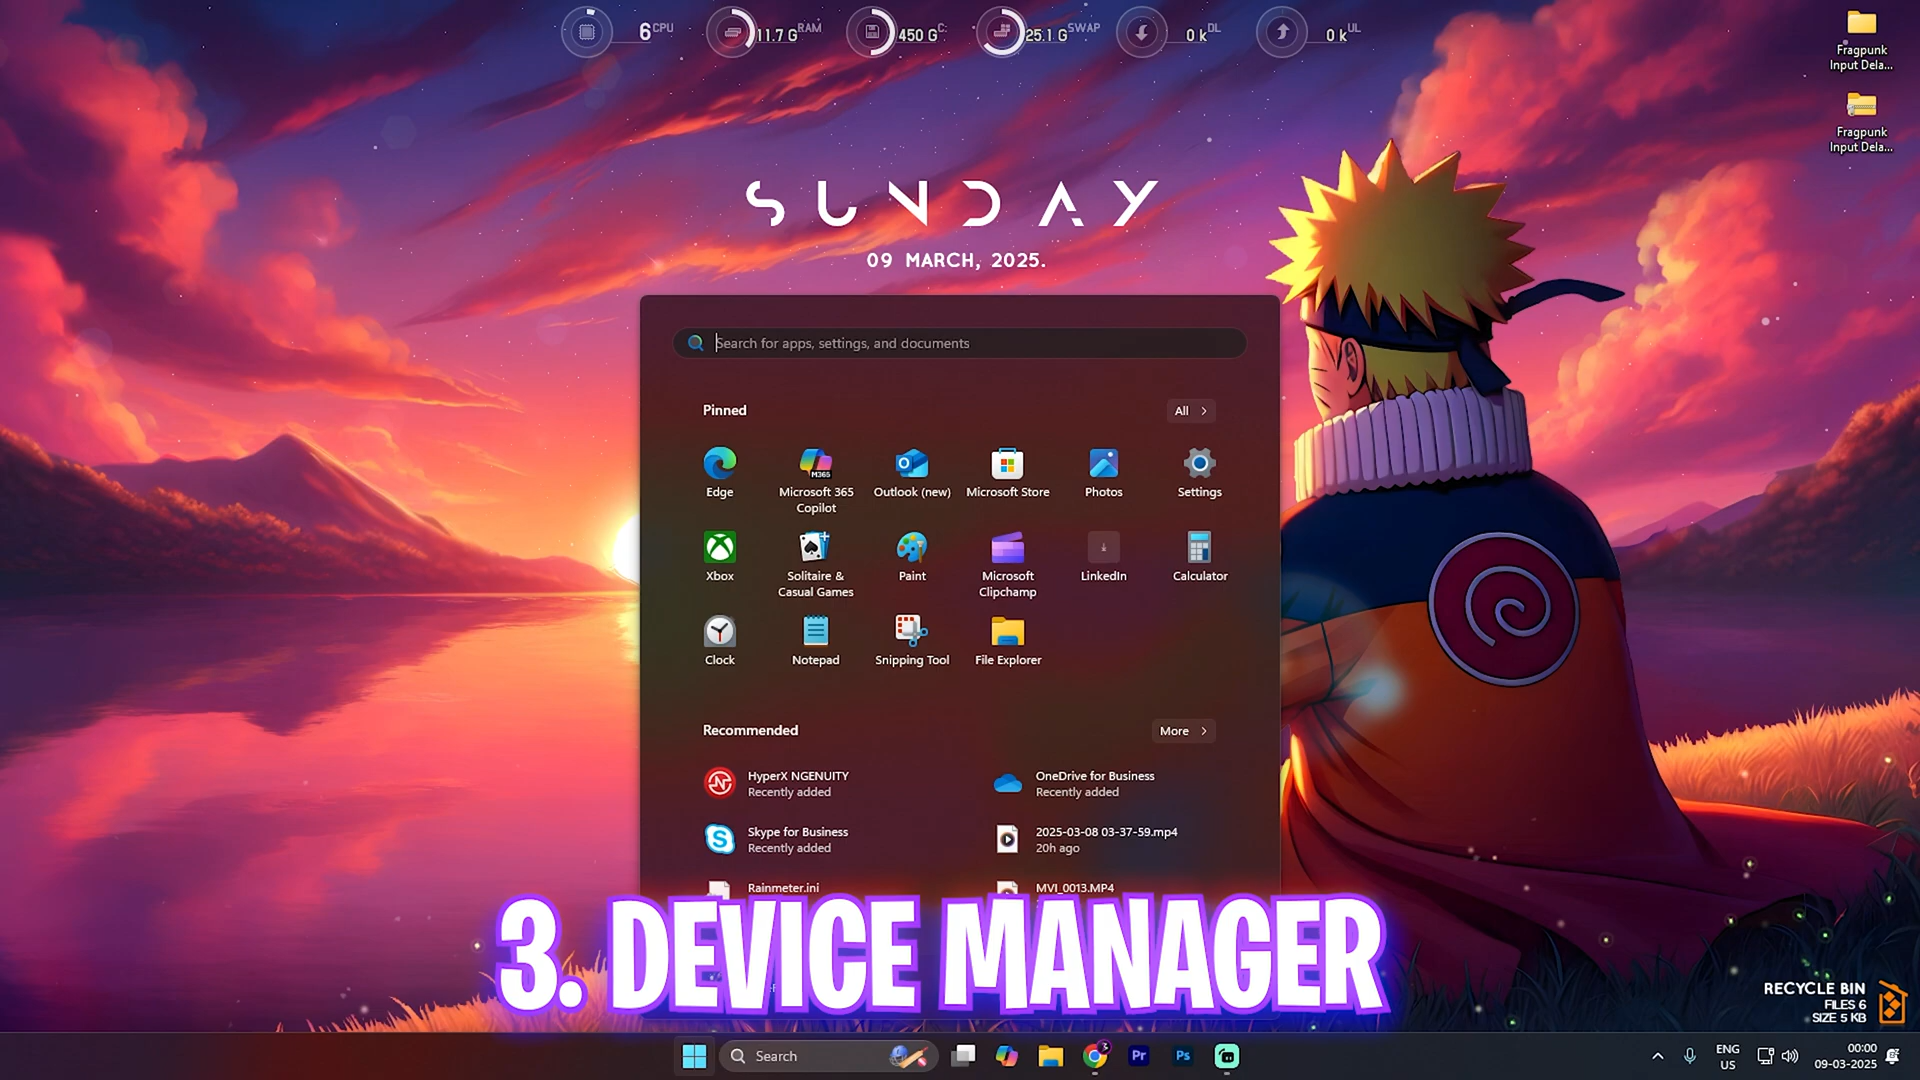 6 CPU
11.7 G RAM
450 G C:
25.1 G SWAP
0 k DL
0 k UL
Fragpunk
Input Dela...
Fragpunk
Input Dela...
SUNDAY
09 MARCH, 2025.
Search for apps, settings, and documents
Pinned
All
Edge
Microsoft 365
Copilot
M365
Outlook (new)
Microsoft Store
Photos
Settings
Xbox
Solitaire &
Casual Games
Paint
Microsoft
Clipchamp
LinkedIn
Calculator
Clock
Notepad
Snipping Tool
File Explorer
Recommended
More
HyperX NGENUITY
Recently added
OneDrive for Business
Recently added
Skype for Business
Recently added
2025-03-08 03-37-59.mp4
20h ago
Rainmeter.ini
MVI_0013.MP4
3. DEVICE MANAGER
RECYCLE BIN
FILES 6
SIZE 5 KB
Search
3
Pr
Ps
ENG
US
00:00
09-03-2025